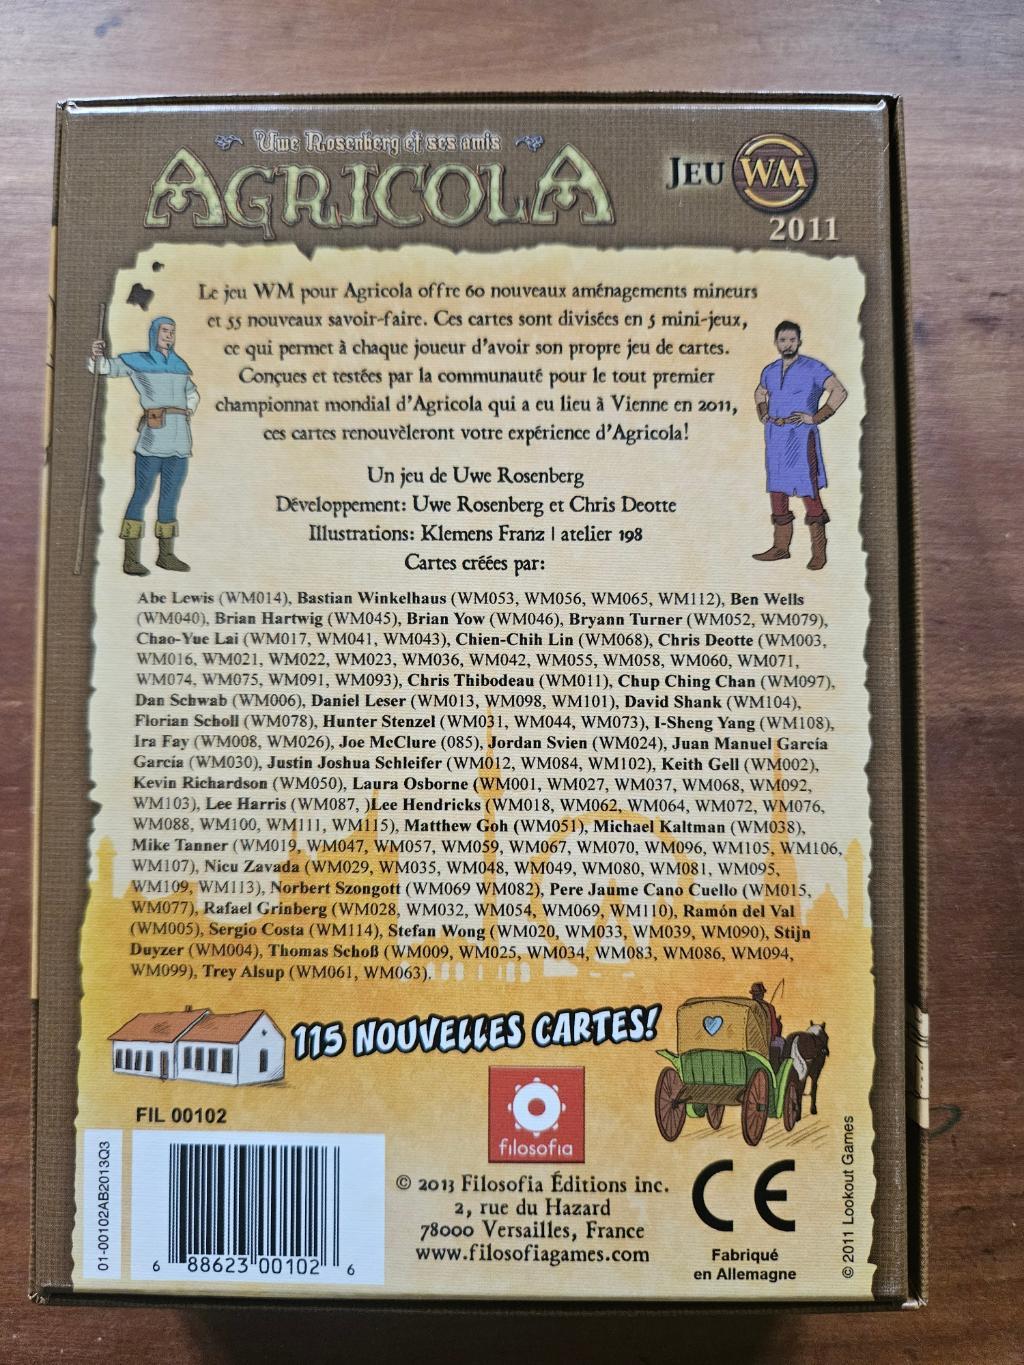 Uwe Rosenberg et ses amis
AGRICOLA
JEU WM
2011
Le jeu WM pour Agricola offre 60 nouveaux aménagements mineurs
et 55 nouveaux savoir-faire. Ces cartes sont divisées en 5 mini-jeux,
ce qui permet à chaque joueur d'avoir son propre jeu de cartes.
Conçues et testées par la communauté pour le tout premier
championnat mondial d'Agricola qui a eu lieu à Vienne en 2011,
ces cartes renouvèleront votre expérience d'Agricola!
Un jeu de Uwe Rosenberg
Développement: Uwe Rosenberg et Chris Deotte
Illustrations: Klemens Franz | atelier 198
Cartes créées par:
Abe Lewis (WM014), Bastian Winkelhaus (WM053, WM056, WM065, WM112), Ben Wells
(WM040), Brian Hartwig (WM045), Brian Yow (WM046), Bryann Turner (WM052, WM079),
Chao-Yue Lai (WM017, WM041, WM043), Chien-Chih Lin (WM068), Chris Deotte (WM003,
WM016, WM021, WM022, WM023, WM036, WM042, WM055, WM058, WM060, WM071,
WM074, WM075, WM091, WM093), Chris Thibodeau (WM011), Chup Ching Chan (WM097),
Dan Schwab (WM006), Daniel Leser (WM013, WM098, WM101), David Shank (WM104),
Florian Scholl (WM078), Hunter Stenzel (WM031, WM044, WM073), I-Sheng Yang (WM108),
Ira Fay (WM008, WM026), Joe McClure (085), Jordan Svien (WM024), Juan Manuel García
García (WM030), Justin Joshua Schleifer (WM012, WM084, WM102), Keith Gell (WM002),
Kevin Richardson (WM050), Laura Osborne (WM001, WM027, WM037, WM068, WM092,
WM103), Lee Harris (WM087, )Lee Hendricks (WM018, WM062, WM064, WM072, WM076,
WM088, WM100, WM111, WM115), Matthew Goh (WM051), Michael Kaltman (WM038),
Mike Tanner (WM019, WM047, WM057, WM059, WM067, WM070, WM096, WM105, WM106,
WM107), Nicu Zavada (WM029, WM035, WM048, WM049, WM080, WM081, WM095,
WM109, WM113), Norbert Szongott (WM069 WM082), Pere Jaume Cano Cuello (WM015,
WM077), Rafael Grinberg (WM028, WM032, WM054, WM069, WM110), Ramón del Val
(WM005), Sergio Costa (WM114), Stefan Wong (WM020, WM033, WM039, WM090), Stijn
Duyzer (WM004), Thomas Schoß (WM009, WM025, WM034, WM083, WM086, WM094,
WM099), Trey Alsup (WM061, WM063).
115 NOUVELLES CARTES!
FIL 00102
filosofia
01-00102AB2013Q3
6 88623 00102 6
© 2013 Filosofia Éditions inc.
2, rue du Hazard
78000 Versailles, France
www.filosofiagames.com
CE
Fabriqué
en Allemagne
© 2011 Lookout Games